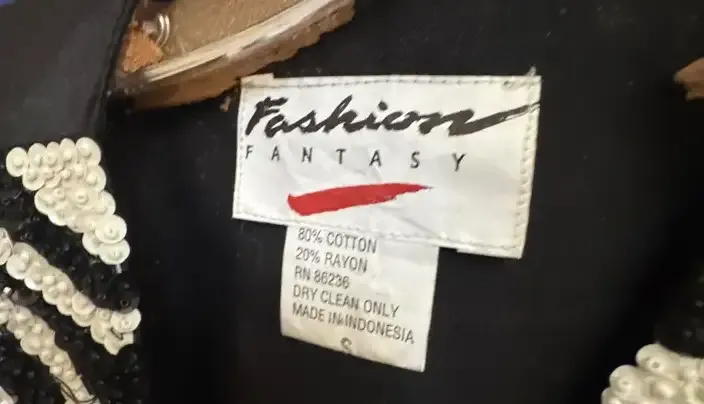 Fashion
FANTASY
80% COTTON
20% RAYON
RN 86236
DRY CLEAN ONLY
MADE IN INDONESIA
S